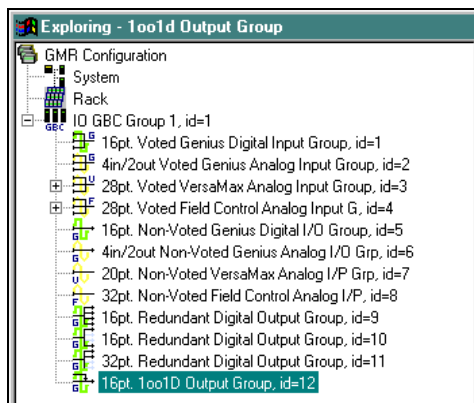 Exploring - 1oo1d Output Group
GMR Configuration
System
Rack
GBC IO GBC Group 1, id=1
G 16pt. Voted Genius Digital Input Group, id=1
G 4in/2out Voted Genius Analog Input Group, id=2
U 28pt. Voted VersaMax Analog Input Group, id=3
F 28pt. Voted Field Control Analog Input G, id=4
G 16pt. Non-Voted Genius Digital I/O Group, id=5
G 4in/2out Non-Voted Genius Analog I/O Grp, id=6
U 20pt. Non-Voted VersaMax Analog I/P Grp, id=7
F 32pt. Non-Voted Field Control Analog I/P, id=8
G 16pt. Redundant Digital Output Group, id=9
G 16pt. Redundant Digital Output Group, id=10
G 32pt. Redundant Digital Output Group, id=11
G 16pt. 1oo1D Output Group, id=12